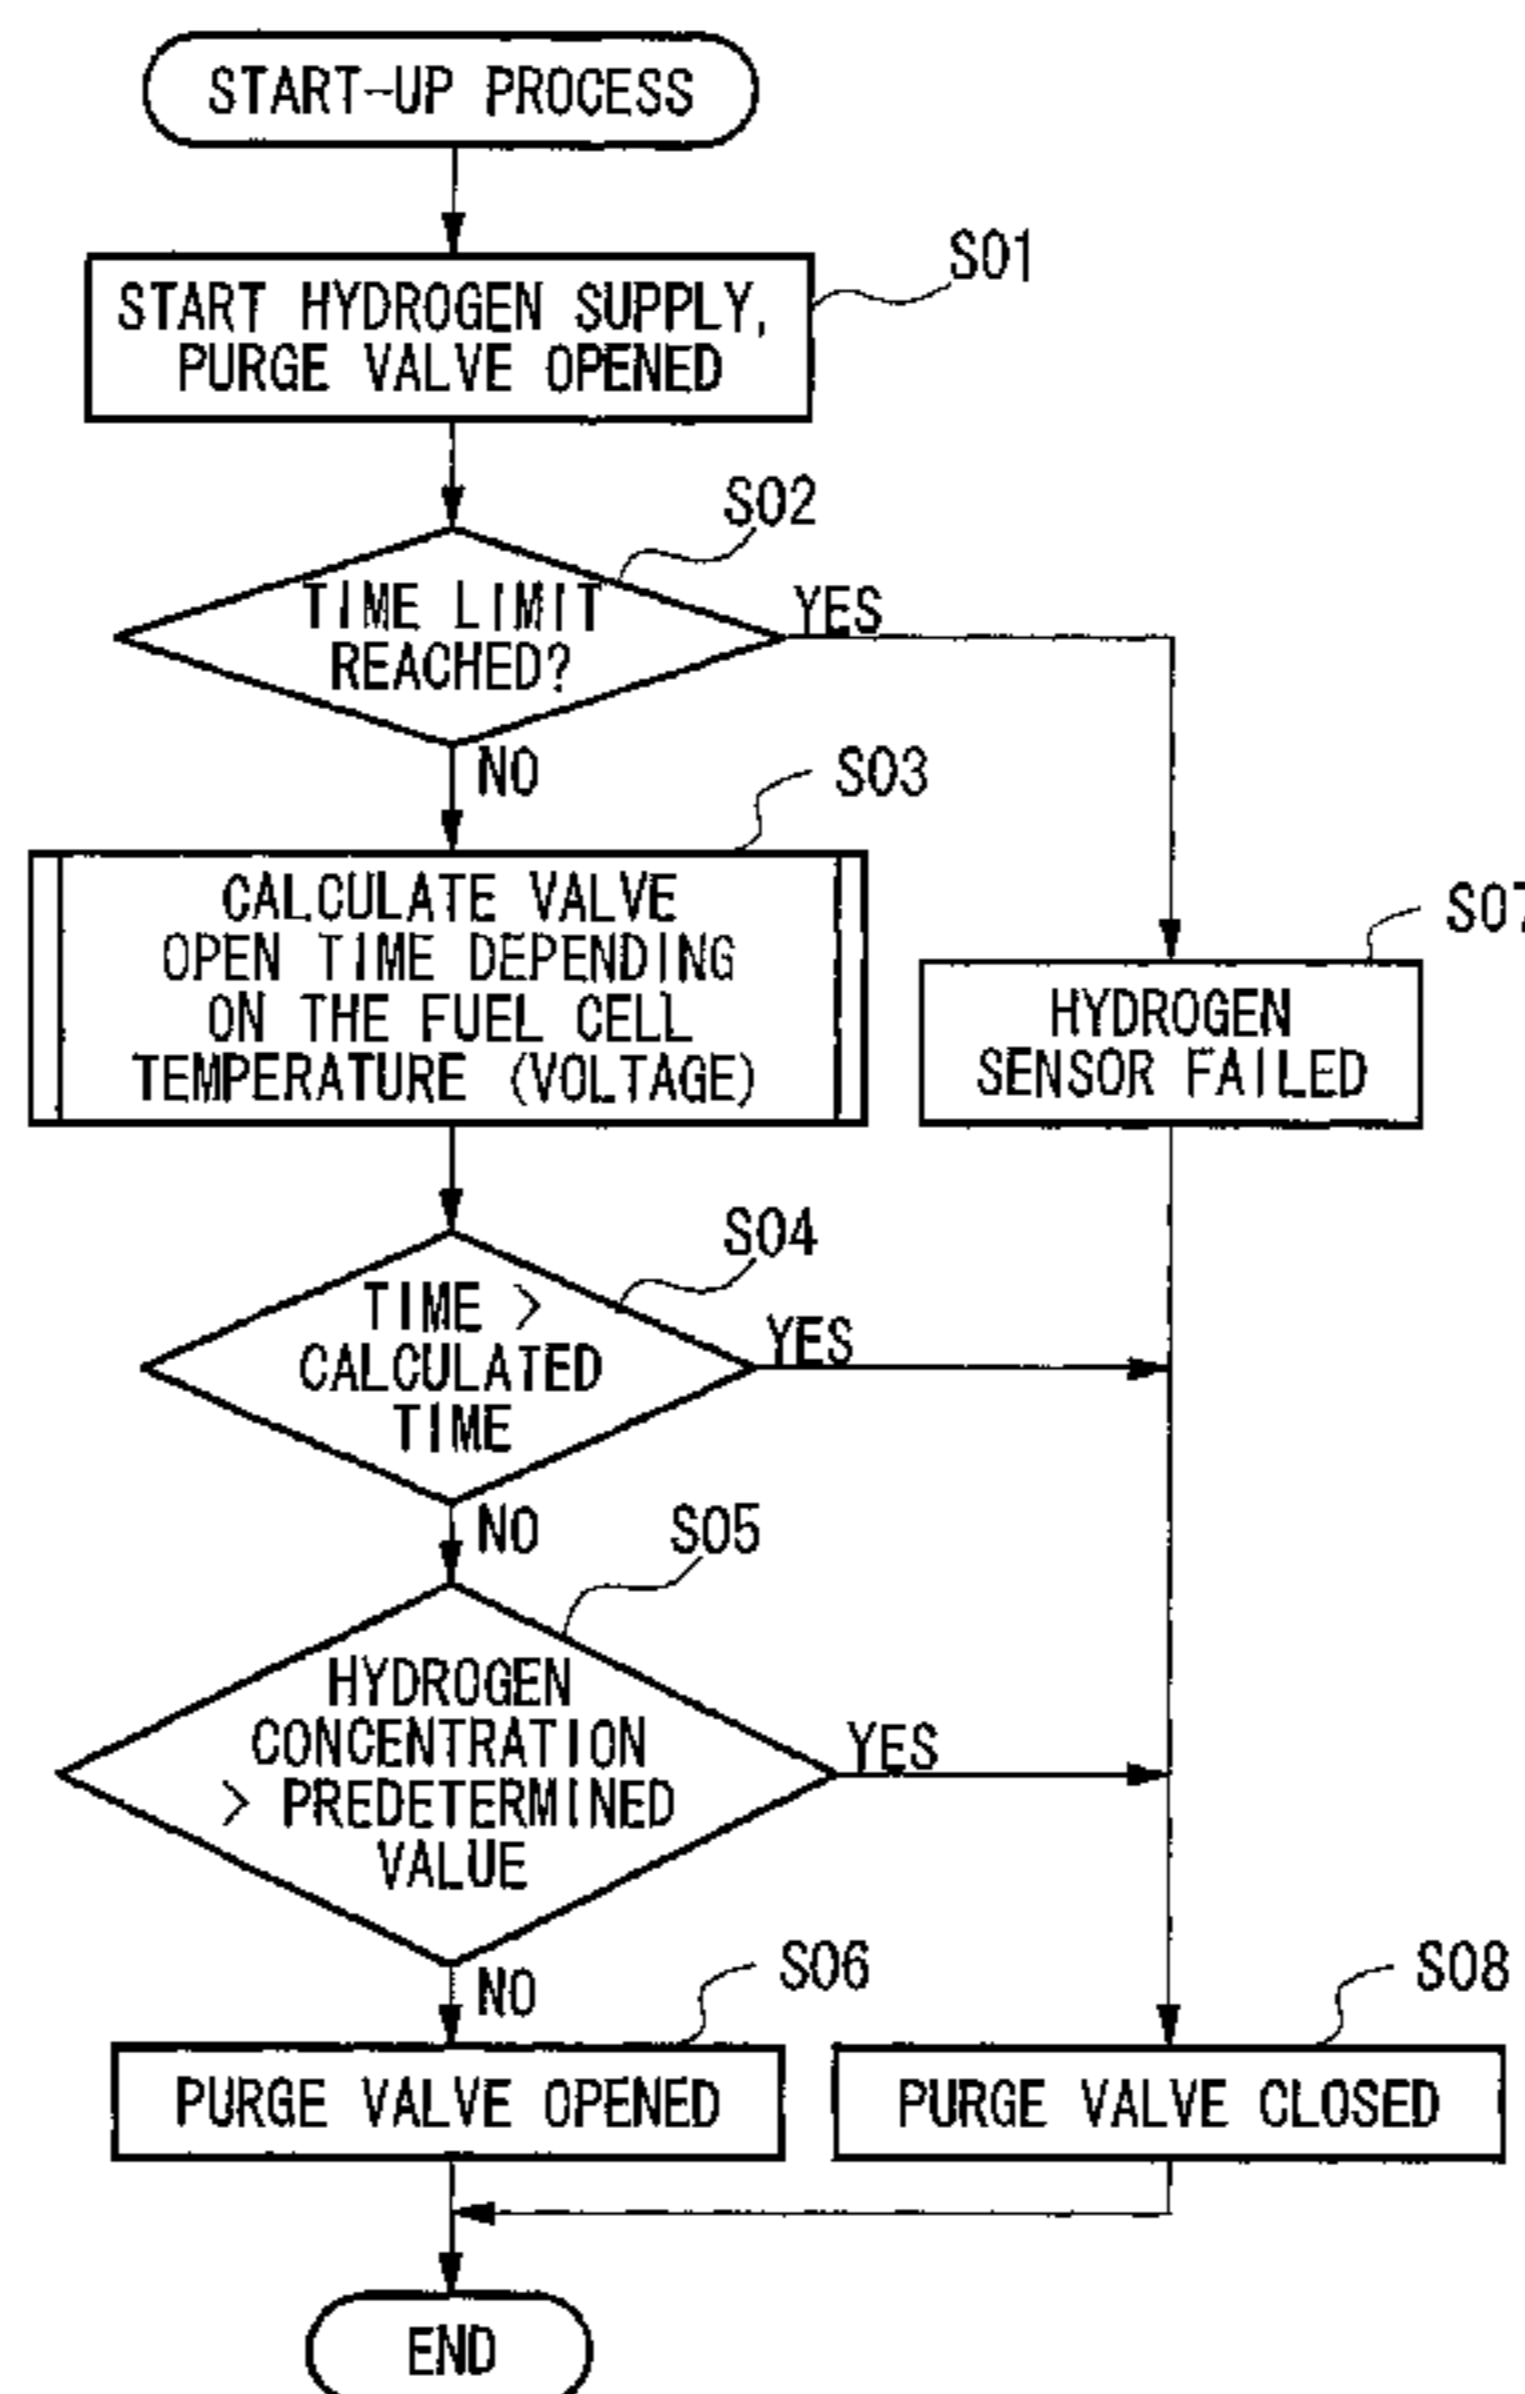 START-UP PROCESS
S01
START HYDROGEN SUPPLY,
PURGE VALVE OPENED
S02
TIME LIMIT
REACHED?
YES
NO
S03
CALCULATE VALVE
OPEN TIME DEPENDING
ON THE FUEL CELL
TEMPERATURE (VOLTAGE)
S07
HYDROGEN
SENSOR FAILED
S04
TIME >
CALCULATED
TIME
YES
NO
S05
HYDROGEN
CONCENTRATION
> PREDETERMINED
VALUE
YES
NO
S06
PURGE VALVE OPENED
S08
PURGE VALVE CLOSED
END